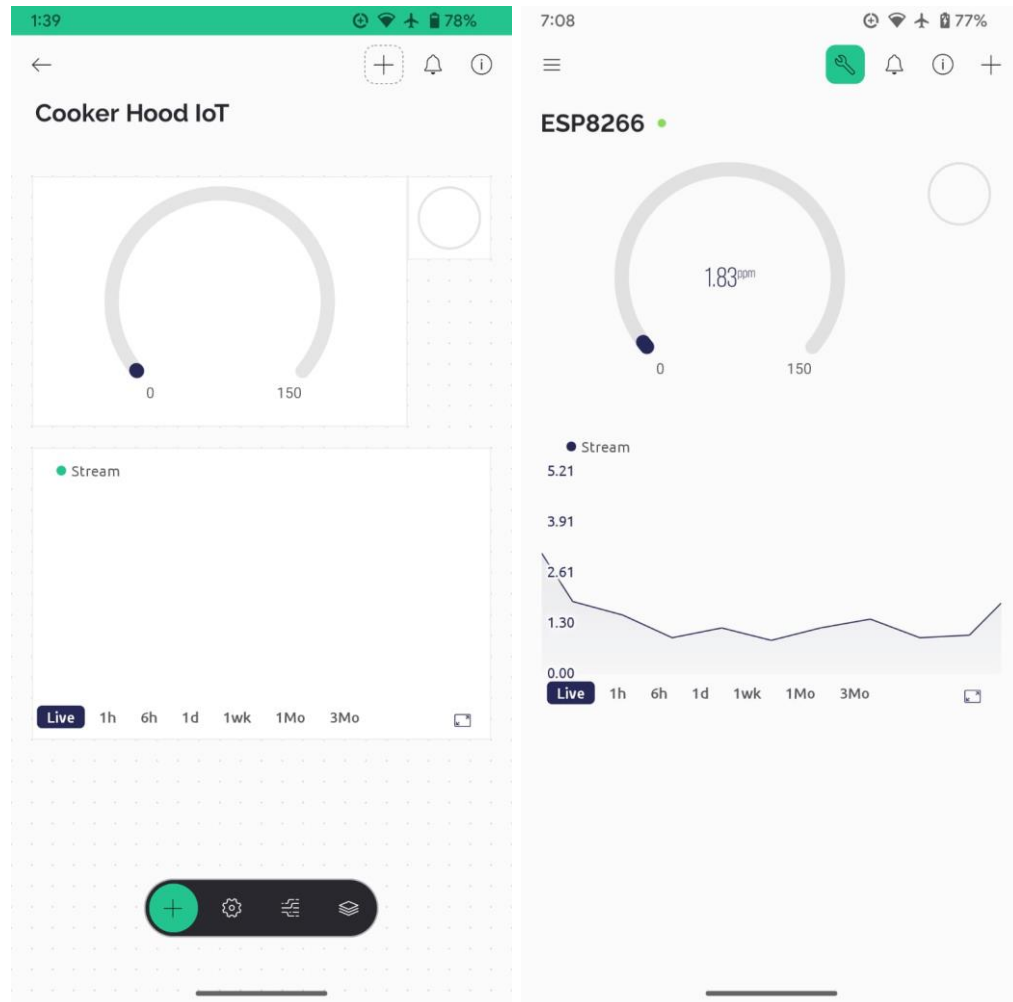 1:39
78%
Cooker Hood IoT
0 150
Stream
Live 1h 6h 1d 1wk 1Mo 3Mo
7:08
77%
ESP8266
1.83ppm
0 150
Stream
5.21
3.91
2.61
1.30
0.00
Live 1h 6h 1d 1wk 1Mo 3Mo